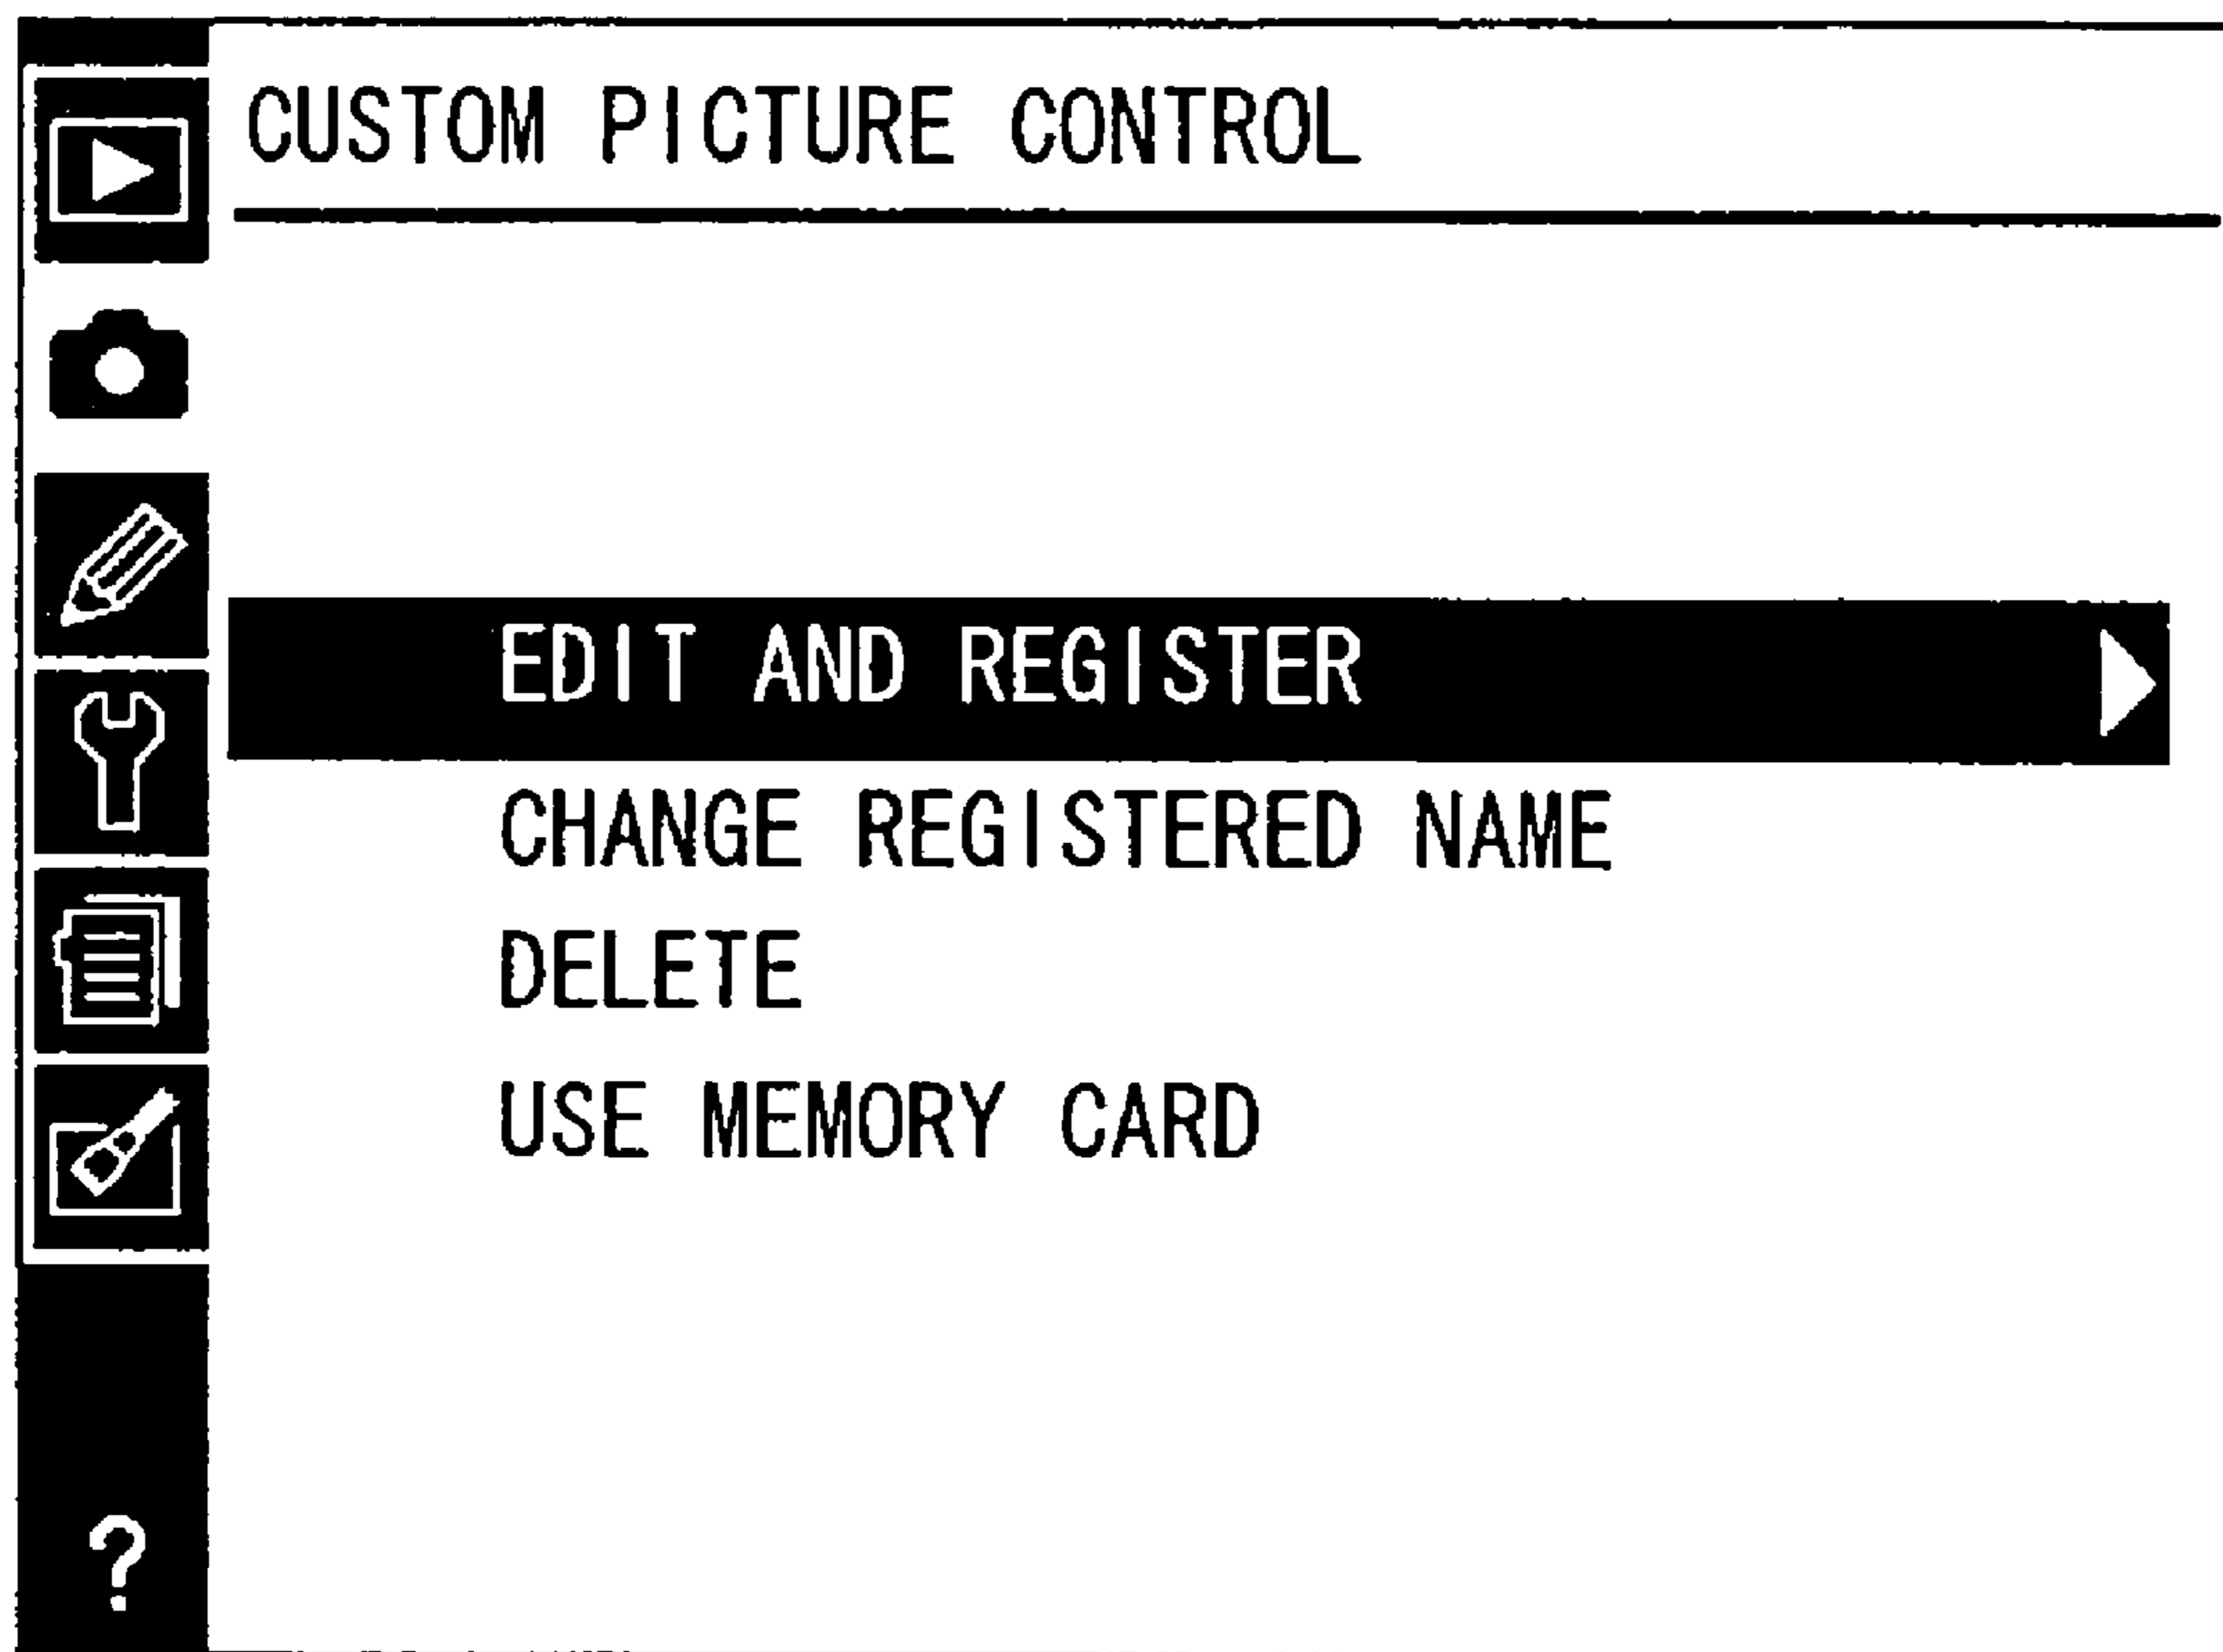 CUSTOM PICTURE CONTROL
EDIT AND REGISTER
CHANGE REGISTERED NAME
DELETE
USE MEMORY CARD
?